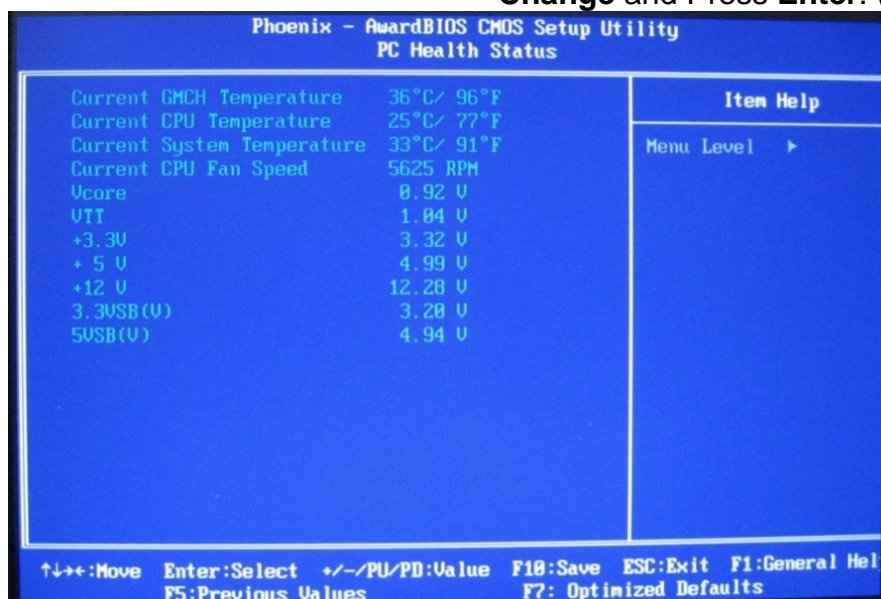 Change and Press Enter.
Phoenix - AwardBIOS CMOS Setup Utility
PC Health Status
Current GMCH Temperature 36°C/ 96°F
Current CPU Temperature 25°C/ 77°F
Current System Temperature 33°C/ 91°F
Current CPU Fan Speed 5625 RPM
Vcore 0.92 V
VTT 1.04 V
+3.3V 3.32 V
+ 5 V 4.99 V
+12 V 12.28 V
3.3VSB(V) 3.20 V
5VSB(V) 4.94 V
Item Help
Menu Level ▶
↑↓→←:Move Enter:Select +/-/PU/PD:Value F10:Save ESC:Exit F1:General Hel
F5:Previous Values F7: Optimized Defaults